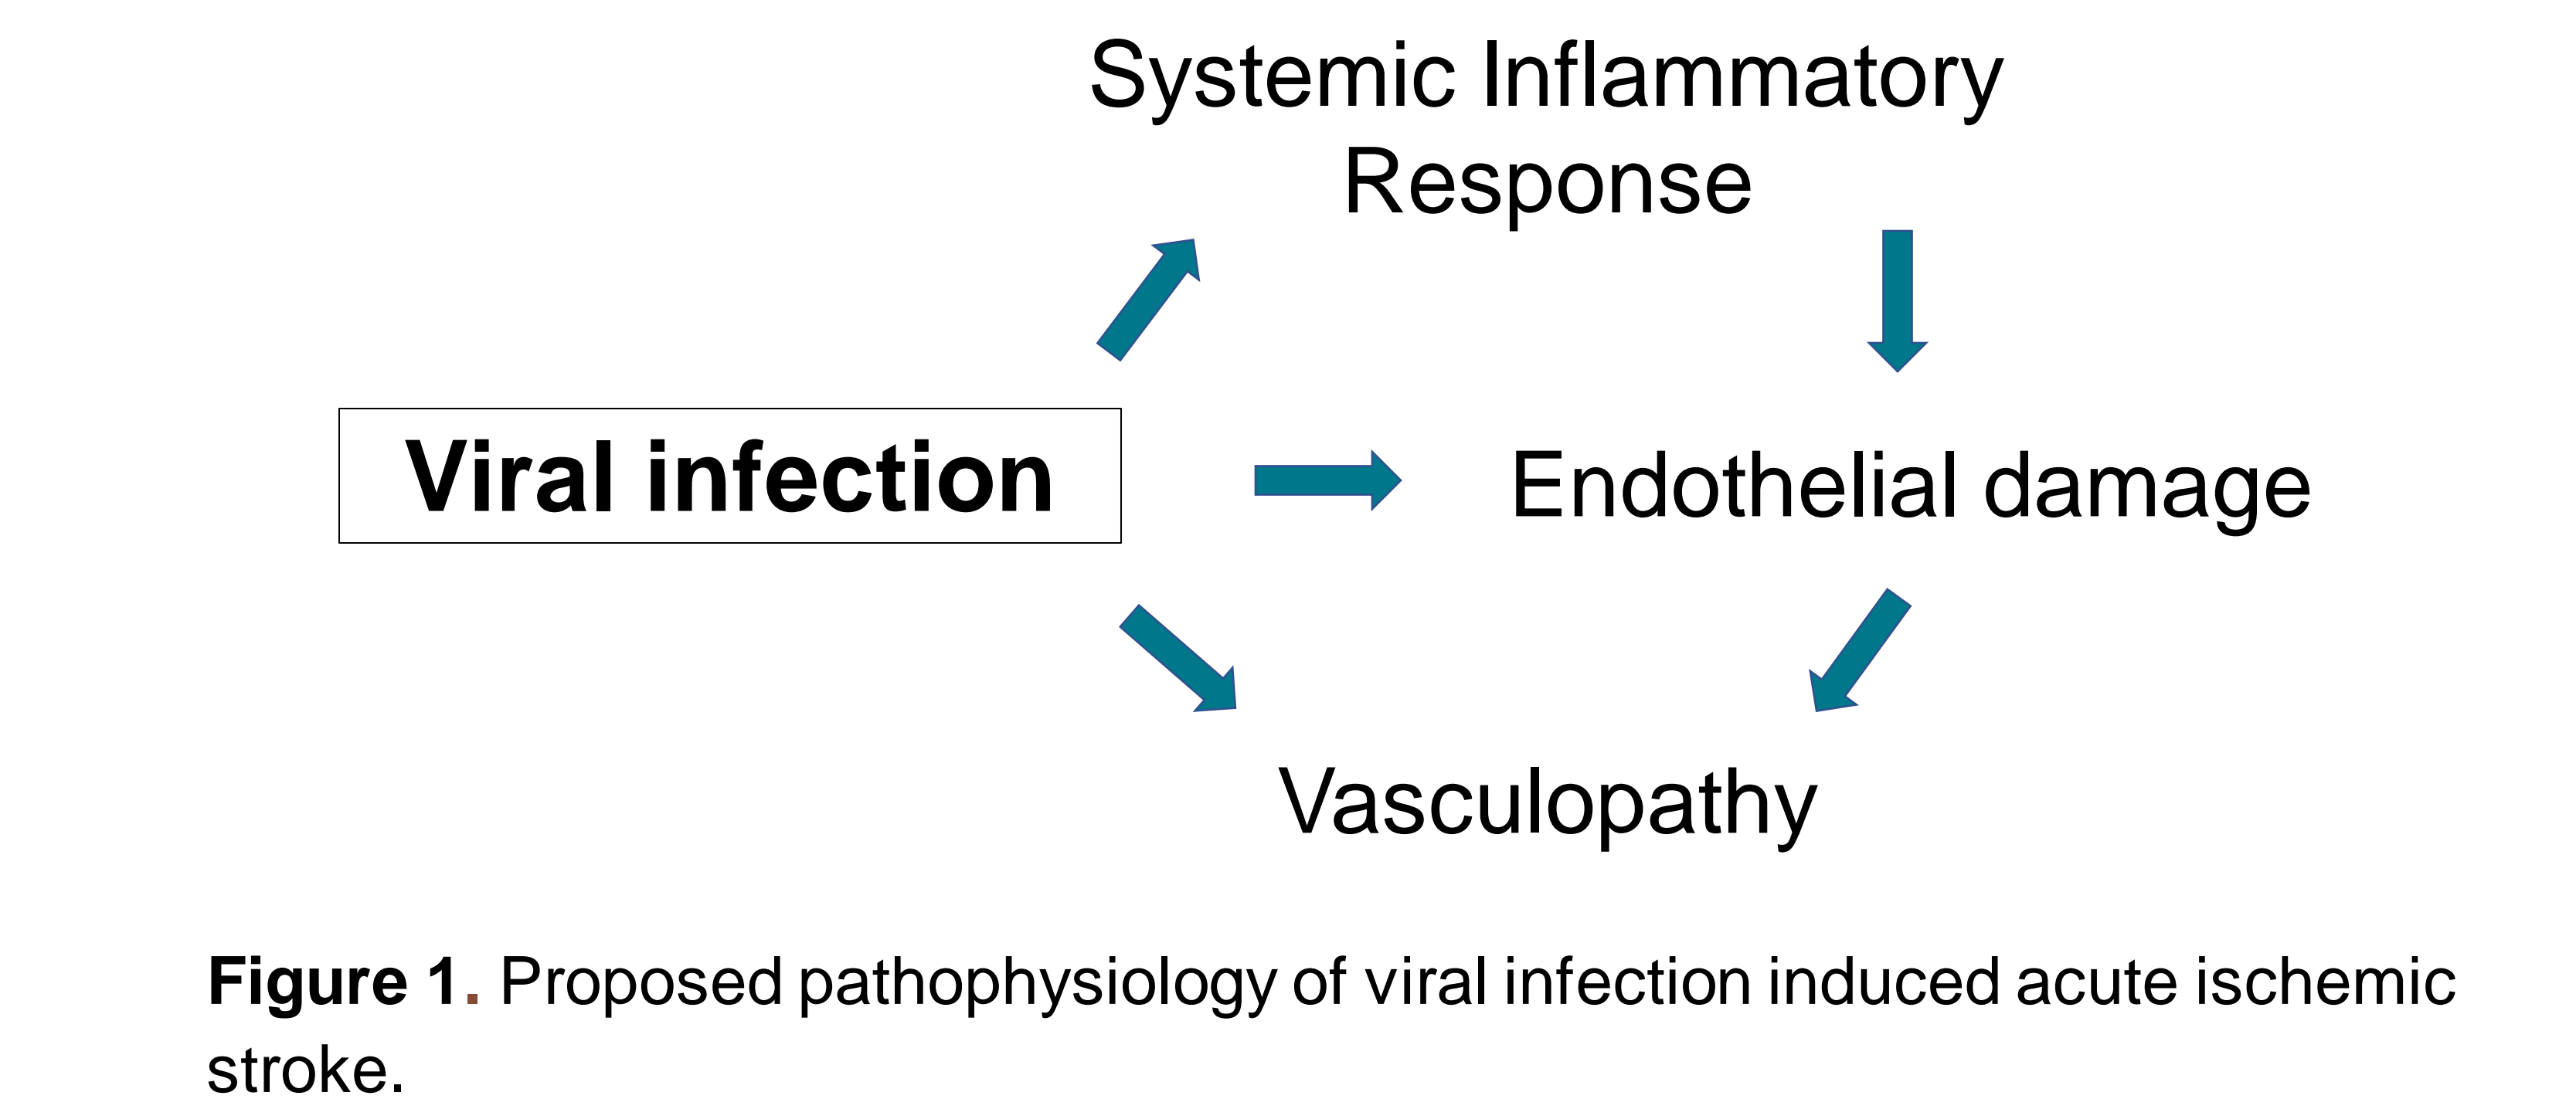 Systemic Inflammatory
Response
Viral infection
Endothelial damage
Vasculopathy
Figure 1. Proposed pathophysiology of viral infection induced acute ischemic
stroke.